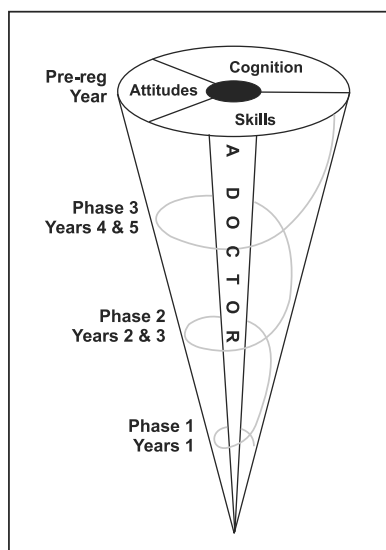 Pre-reg
Year
Cognition
Attitudes
Skills
A DOCTOR
Phase 3
Years 4 & 5
Phase 2
Years 2 & 3
Phase 1
Years 1